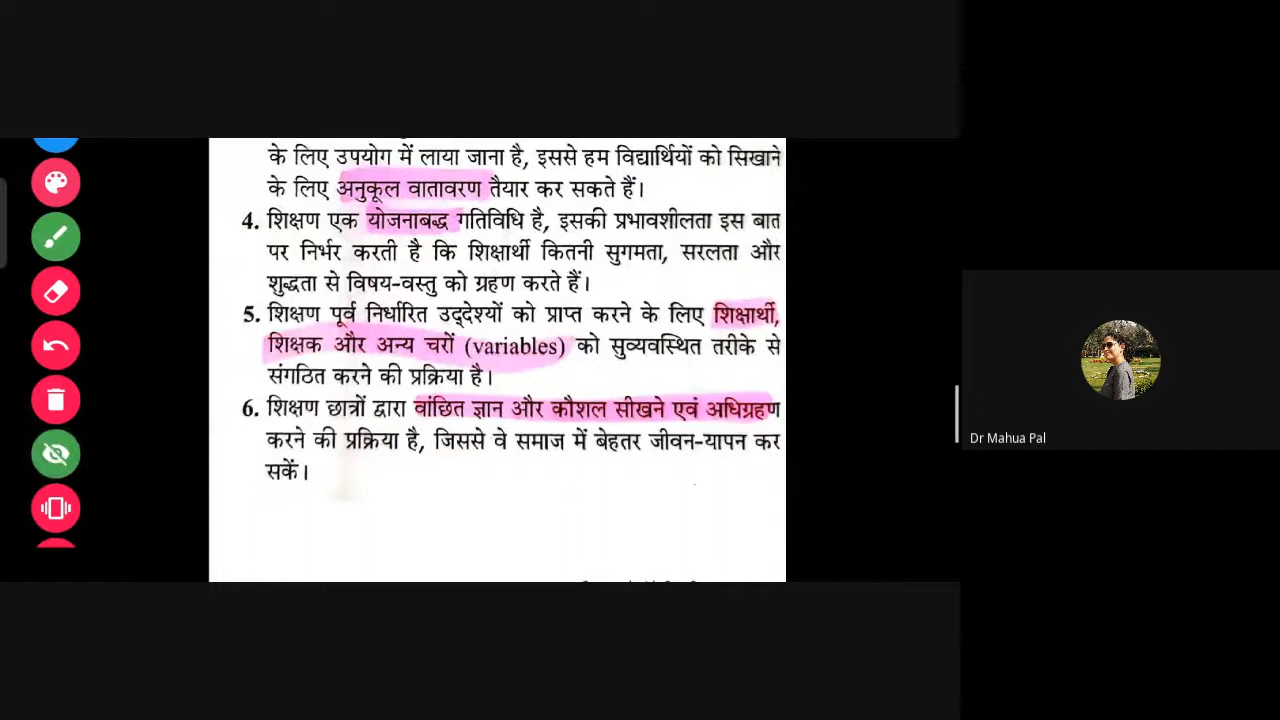 के लिए उपयोग में लाया जाना है, इससे हम विद्यार्थियों को सिखाने
के लिए अनुकूल वातावरण तैयार कर सकते हैं।
4. शिक्षण एक योजनाबद्ध गतिविधि है, इसकी प्रभावशीलता इस बात
पर निर्भर करती है कि शिक्षार्थी कितनी सुगमता, सरलता और
शुद्धता से विषय-वस्तु को ग्रहण करते हैं।
5. शिक्षण पूर्व निर्धारित उद्देश्यों को प्राप्त करने के लिए शिक्षार्थी,
शिक्षक और अन्य चरों (variables) को सुव्यवस्थित तरीके से
संगठित करने की प्रक्रिया है।
6. शिक्षण छात्रों द्वारा वांछित ज्ञान और कौशल सीखने एवं अधिग्रहण
करने की प्रक्रिया है, जिससे वे समाज में बेहतर जीवन-यापन कर
सकें।
Dr Mahua Pal